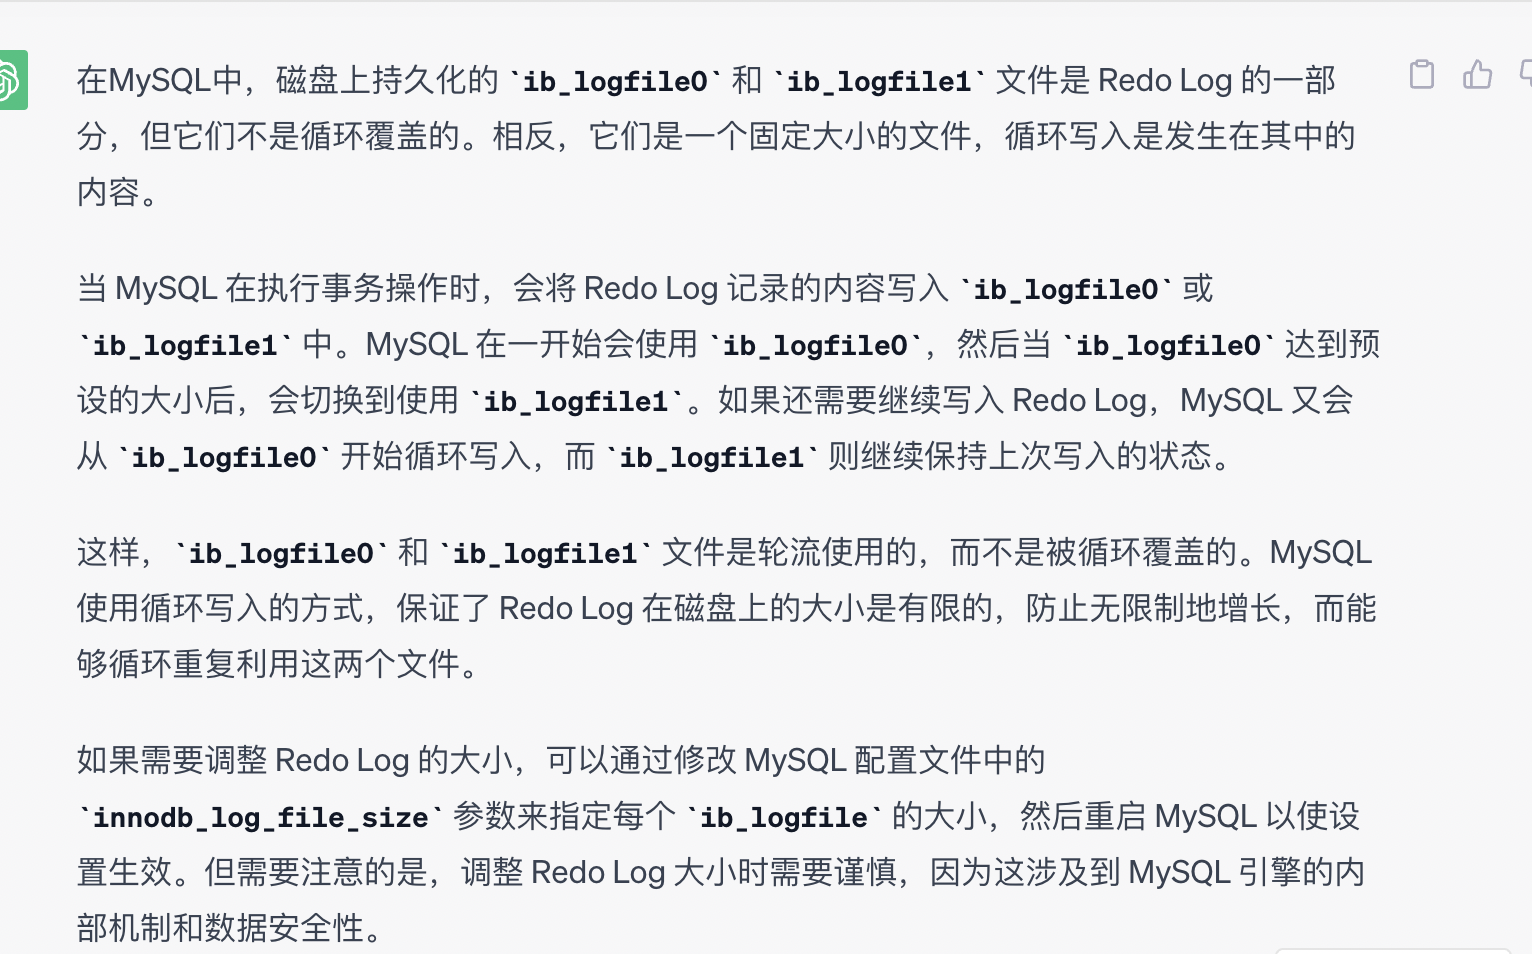 在MySQL中，磁盘上持久化的 `ib_logfile0` 和 `ib_logfile1` 文件是 Redo Log 的一部
分，但它们不是循环覆盖的。相反，它们是一个固定大小的文件，循环写入是发生在其中的
内容。
当 MySQL 在执行事务操作时，会将 Redo Log 记录的内容写入 `ib_logfile0` 或
`ib_logfile1` 中。MySQL 在一开始会使用 `ib_logfile0`，然后当 `ib_logfile0` 达到预
设的大小后，会切换到使用 `ib_logfile1`。如果还需要继续写入 Redo Log，MySQL 又会
从 `ib_logfile0` 开始循环写入，而 `ib_logfile1` 则继续保持上次写入的状态。
这样，`ib_logfile0` 和 `ib_logfile1` 文件是轮流使用的，而不是被循环覆盖的。MySQL
使用循环写入的方式，保证了 Redo Log 在磁盘上的大小是有限的，防止无限制地增长，而能
够循环重复利用这两个文件。
如果需要调整 Redo Log 的大小，可以通过修改 MySQL 配置文件中的
`innodb_log_file_size` 参数来指定每个 `ib_logfile` 的大小，然后重启 MySQL 以使设
置生效。但需要注意的是，调整 Redo Log 大小时需要谨慎，因为这涉及到 MySQL 引擎的内
部机制和数据安全性。